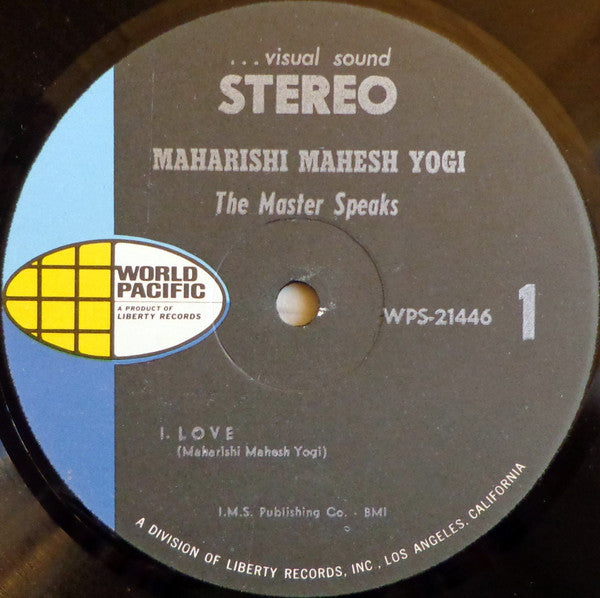 ...visual sound
STEREO
MAHARISHI MAHESH YOGI
The Master Speaks
WORLD
PACIFIC
A PRODUCT OF
LIBERTY RECORDS
WPS-21446
1
1. LOVE
(Maharishi Mahesh Yogi)
I.M.S. Publishing Co. - BMI
A DIVISION OF LIBERTY RECORDS, INC., LOS ANGELES, CALIFORNIA